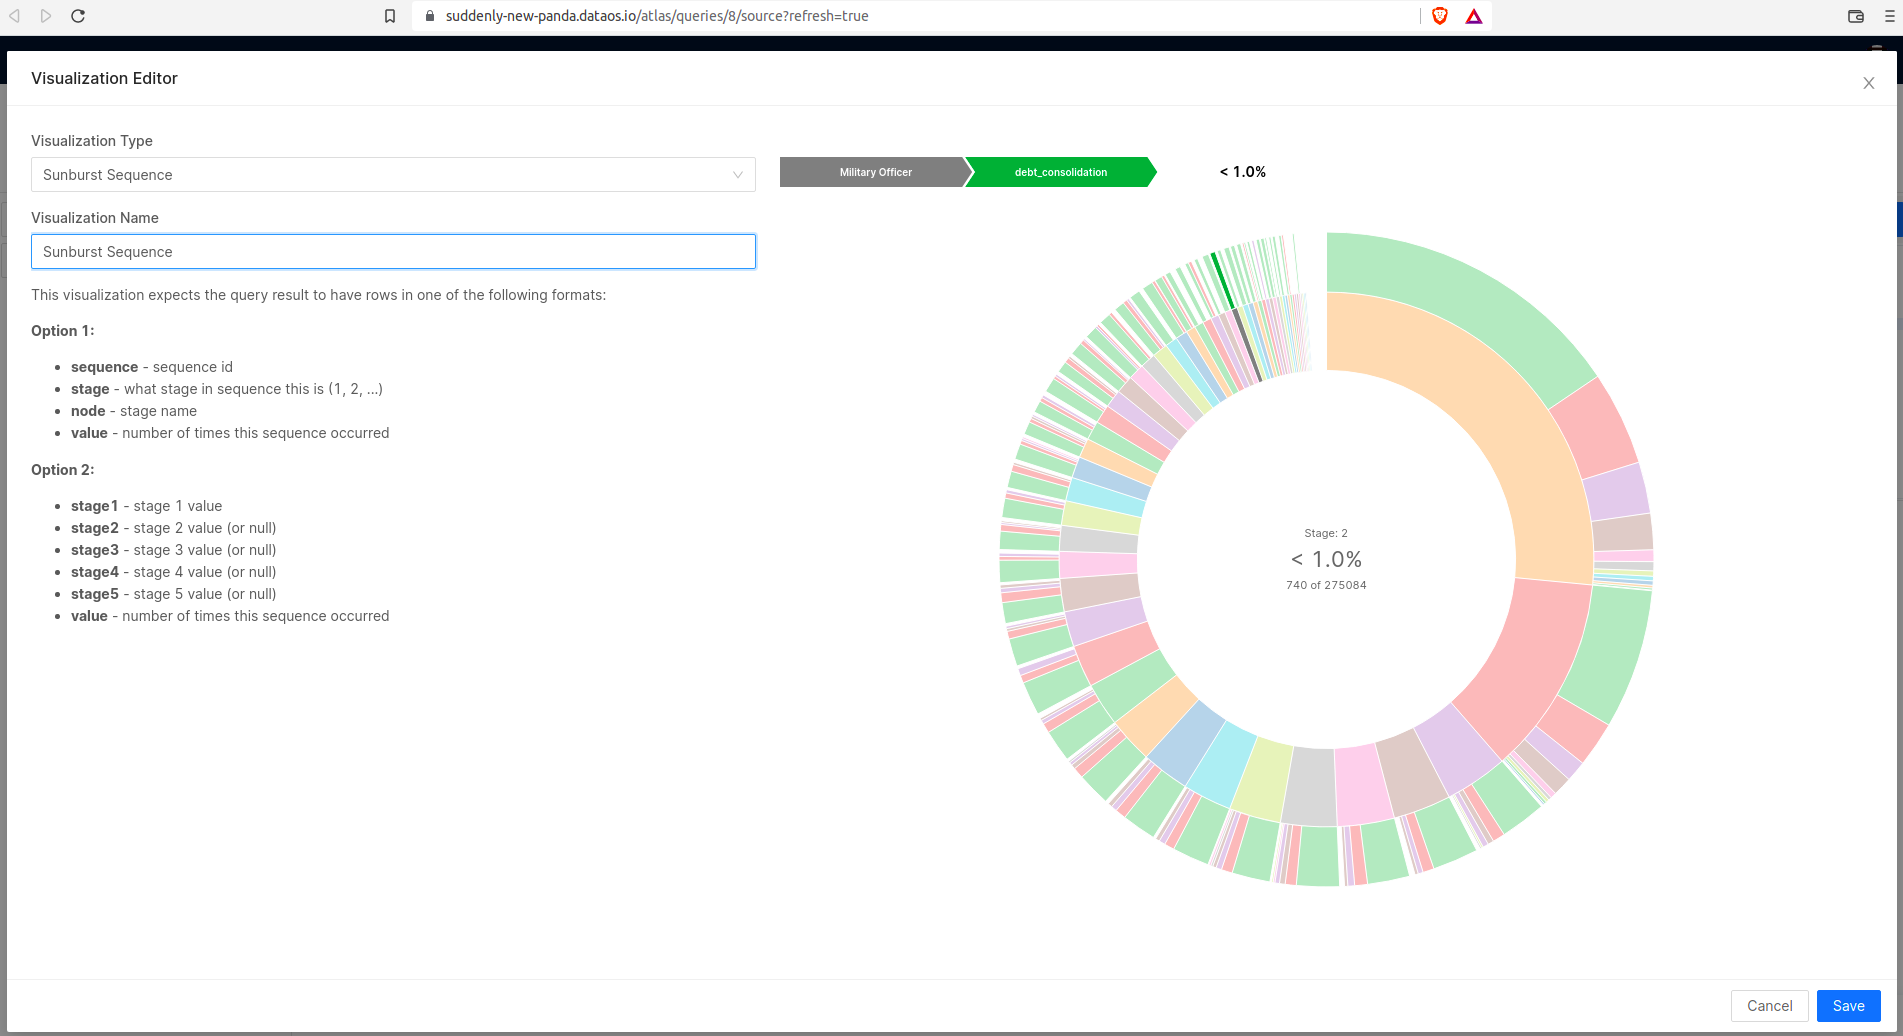 suddenly-new-panda.dataos.io/atlas/queries/8/source?refresh=true
Visualization Editor
Visualization Type
Sunburst Sequence
Visualization Name
Sunburst Sequence
This visualization expects the query result to have rows in one of the following formats:
Option 1:
• sequence - sequence id
• stage - what stage in sequence this is (1, 2, ...)
• node - stage name
• value - number of times this sequence occurred
Option 2:
• stage1 - stage 1 value
• stage2 - stage 2 value (or null)
• stage3 - stage 3 value (or null)
• stage4 - stage 4 value (or null)
• stage5 - stage 5 value (or null)
• value - number of times this sequence occurred
Military Officer
debt_consolidation
< 1.0%
Stage: 2
< 1.0%
740 of 275084
Cancel
Save